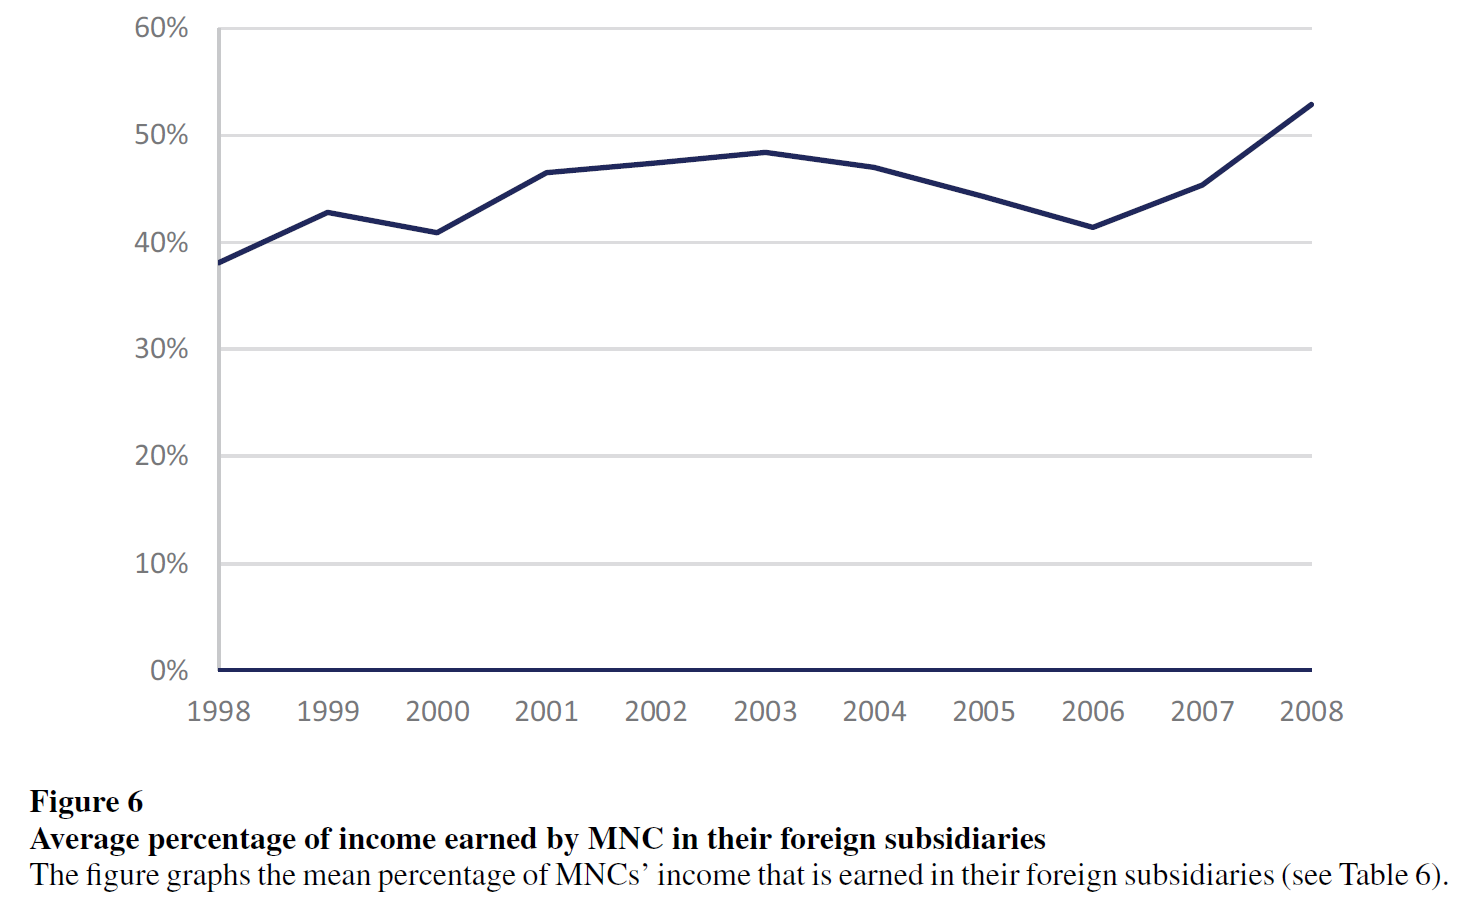 60%
50%
40%
30%
20%
10%
0%
1998 1999 2000 2001 2002 2003 2004 2005 2006 2007 2008
Figure 6
Average percentage of income earned by MNC in their foreign subsidiaries
The figure graphs the mean percentage of MNCs’ income that is earned in their foreign subsidiaries (see Table 6).